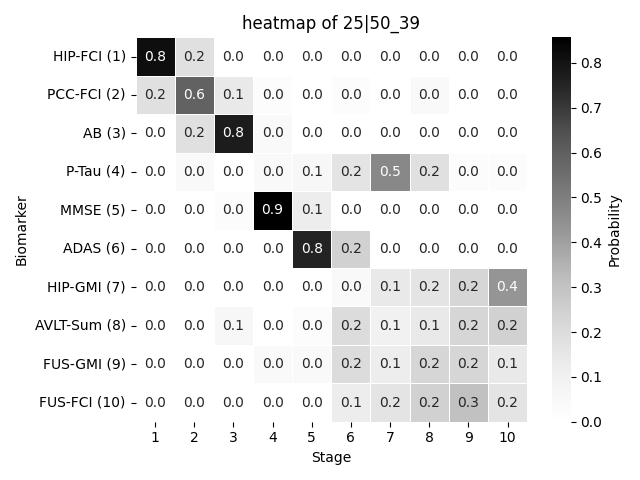 heatmap of 25|50_39
HIP-FCI (1) 0.8 0.2 0.0 0.0 0.0 0.0 0.0 0.0 0.0 0.0
PCC-FCI (2) 0.2 0.6 0.1 0.0 0.0 0.0 0.0 0.0 0.0 0.0
AB (3) 0.0 0.2 0.8 0.0 0.0 0.0 0.0 0.0 0.0 0.0
P-Tau (4) 0.0 0.0 0.0 0.0 0.1 0.2 0.5 0.2 0.0 0.0
MMSE (5) 0.0 0.0 0.0 0.9 0.1 0.0 0.0 0.0 0.0 0.0
ADAS (6) 0.0 0.0 0.0 0.0 0.8 0.2 0.0 0.0 0.0 0.0
HIP-GMI (7) 0.0 0.0 0.0 0.0 0.0 0.0 0.1 0.2 0.2 0.4
AVLT-Sum (8) 0.0 0.0 0.1 0.0 0.0 0.2 0.1 0.1 0.2 0.2
FUS-GMI (9) 0.0 0.0 0.0 0.0 0.0 0.2 0.1 0.2 0.2 0.1
FUS-FCI (10) 0.0 0.0 0.0 0.0 0.0 0.1 0.2 0.2 0.3 0.2
1 2 3 4 5 6 7 8 9 10
Stage
Biomarker
0.8
0.7
0.6
0.5
0.4
0.3
0.2
0.1
0.0
Probability